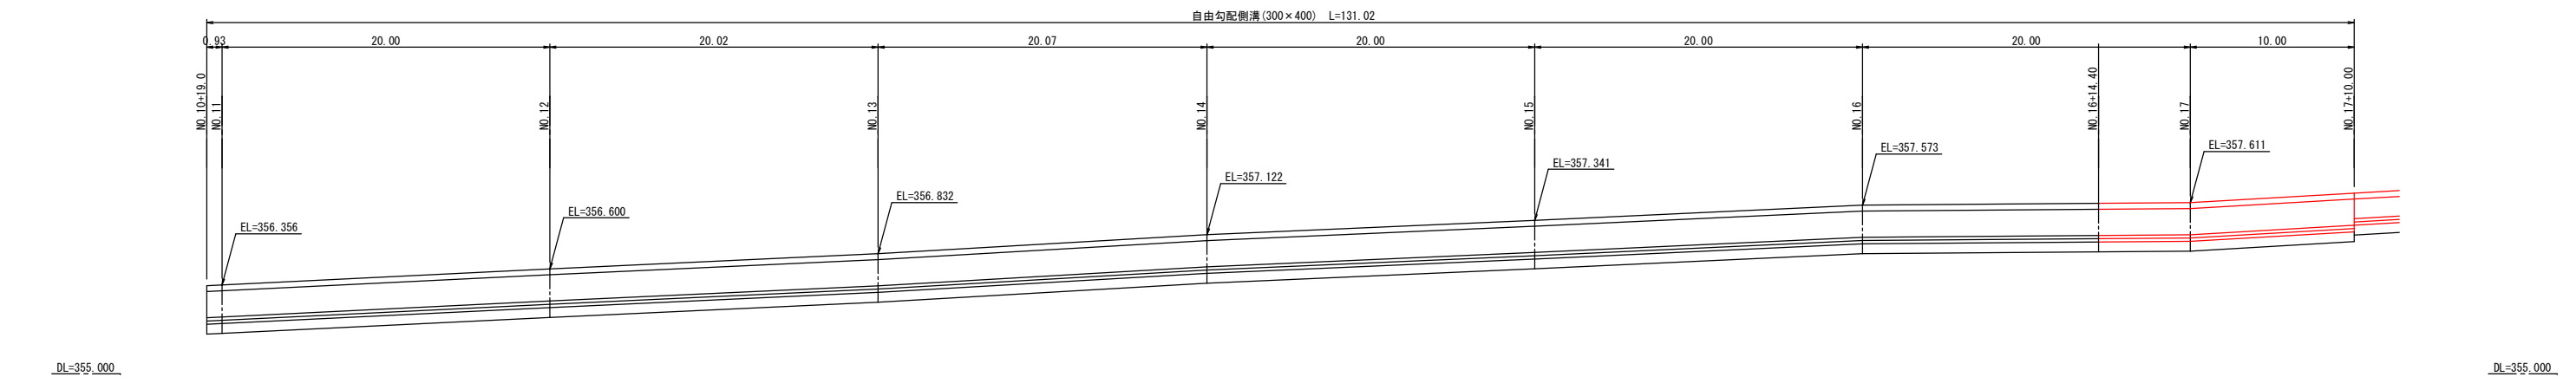 自由勾配側溝(300×400) L=131.02
0.93
20.00
20.02
20.07
20.00
20.00
20.00
10.00
NO.10+19.0
NO.11
NO.12
NO.13
NO.14
NO.15
NO.16
NO.16+14.40
NO.17
NO.17+10.00
EL=356.356
EL=356.600
EL=356.832
EL=357.122
EL=357.341
EL=357.573
EL=357.611
DL=355.000
DL=355.000